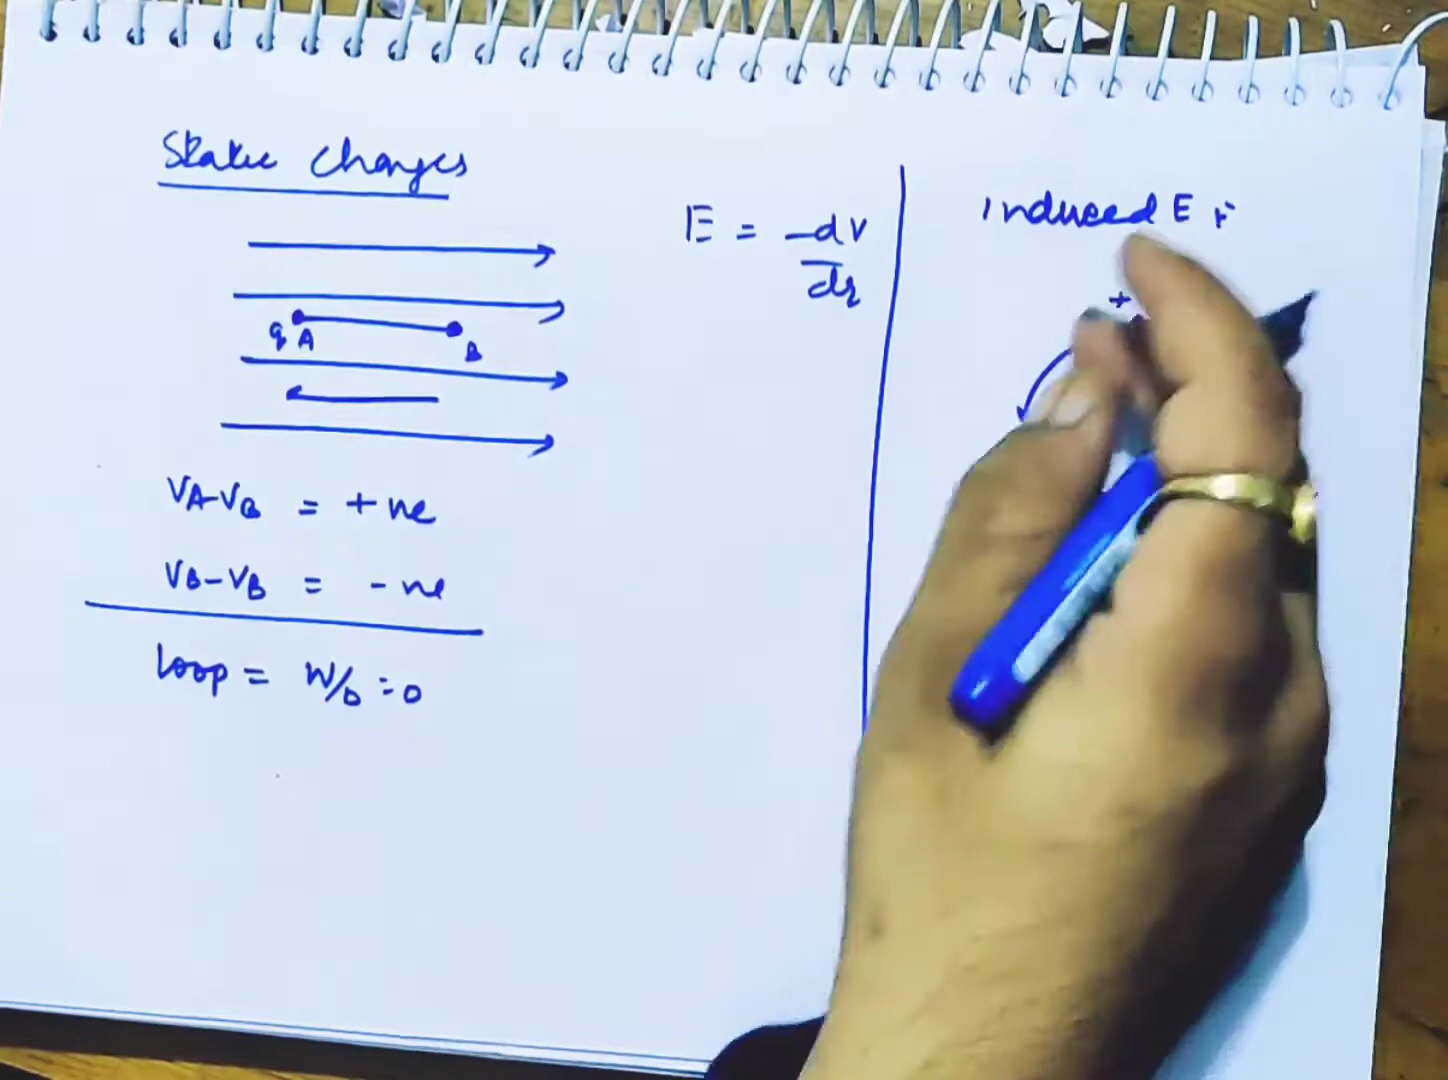 Static Charges
q A B
VA-VB = +ve
VB-VB = -ve
loop = W/D = 0
E = -dV
dr
induced E F
+